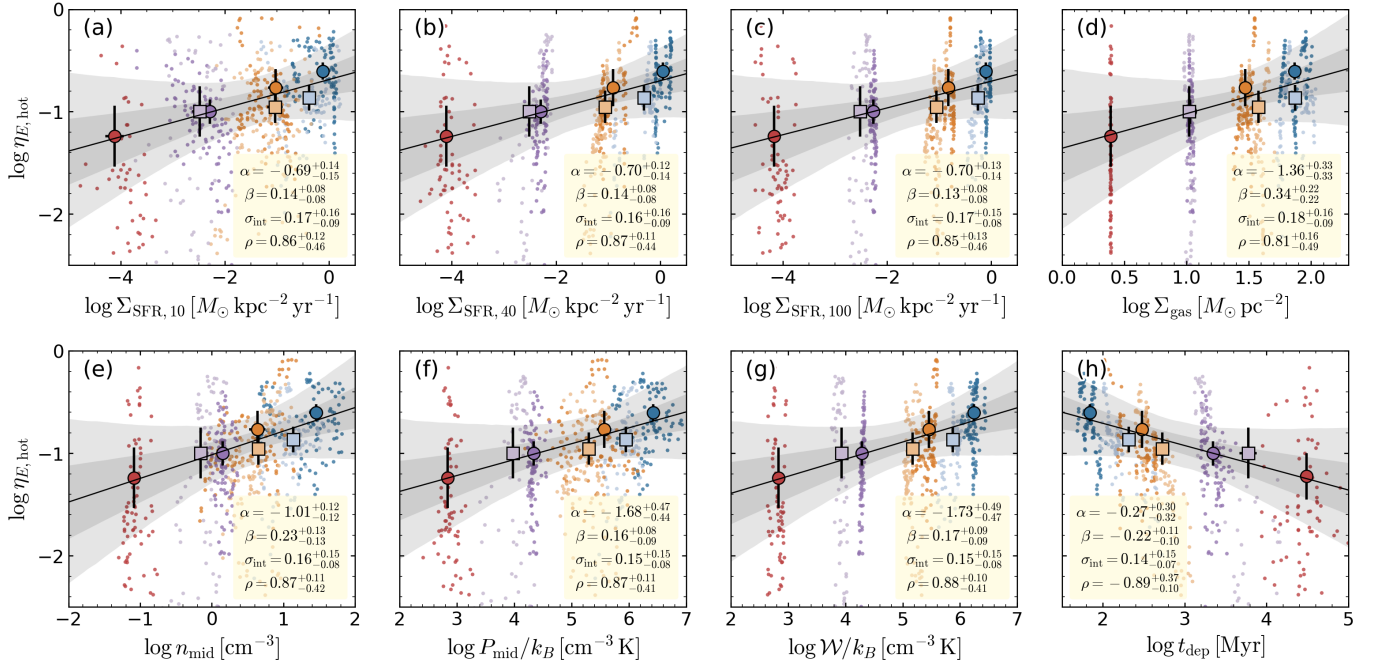 (a)
(b)
(c)
(d)
0
−1
−2
log η_E, hot
α = −0.69^{+0.14}_{−0.15}
β = 0.14^{+0.08}_{−0.08}
σ_int = 0.17^{+0.16}_{−0.09}
ρ = 0.86^{+0.12}_{−0.46}
α = −0.70^{+0.12}_{−0.14}
β = 0.14^{+0.08}_{−0.08}
σ_int = 0.16^{+0.16}_{−0.09}
ρ = 0.87^{+0.11}_{−0.44}
α = −0.70^{+0.13}_{−0.14}
β = 0.13^{+0.08}_{−0.08}
σ_int = 0.17^{+0.15}_{−0.08}
ρ = 0.85^{+0.13}_{−0.46}
α = −1.36^{+0.33}_{−0.33}
β = 0.34^{+0.22}_{−0.22}
σ_int = 0.18^{+0.16}_{−0.09}
ρ = 0.81^{+0.16}_{−0.49}
−4 −2 0
−4 −2 0
−4 −2 0
0.0 0.5 1.0 1.5 2.0
log Σ_SFR, 10 [M_⊙ kpc^{−2} yr^{−1}]
log Σ_SFR, 40 [M_⊙ kpc^{−2} yr^{−1}]
log Σ_SFR, 100 [M_⊙ kpc^{−2} yr^{−1}]
log Σ_gas [M_⊙ pc^{−2}]
(e)
(f)
(g)
(h)
0
−1
−2
log η_E, hot
α = −1.01^{+0.12}_{−0.12}
β = 0.23^{+0.13}_{−0.13}
σ_int = 0.16^{+0.15}_{−0.08}
ρ = 0.87^{+0.11}_{−0.42}
α = −1.68^{+0.47}_{−0.44}
β = 0.16^{+0.08}_{−0.09}
σ_int = 0.15^{+0.15}_{−0.08}
ρ = 0.87^{+0.11}_{−0.41}
α = −1.73^{+0.49}_{−0.47}
β = 0.17^{+0.09}_{−0.09}
σ_int = 0.15^{+0.15}_{−0.08}
ρ = 0.88^{+0.10}_{−0.41}
α = −0.27^{+0.30}_{−0.32}
β = −0.22^{+0.11}_{−0.10}
σ_int = 0.14^{+0.15}_{−0.07}
ρ = −0.89^{+0.37}_{−0.10}
−2 −1 0 1 2
2 3 4 5 6 7
2 3 4 5 6 7
2 3 4 5
log n_mid [cm^{−3}]
log P_mid/k_B [cm^{−3} K]
log 𝒲/k_B [cm^{−3} K]
log t_dep [Myr]